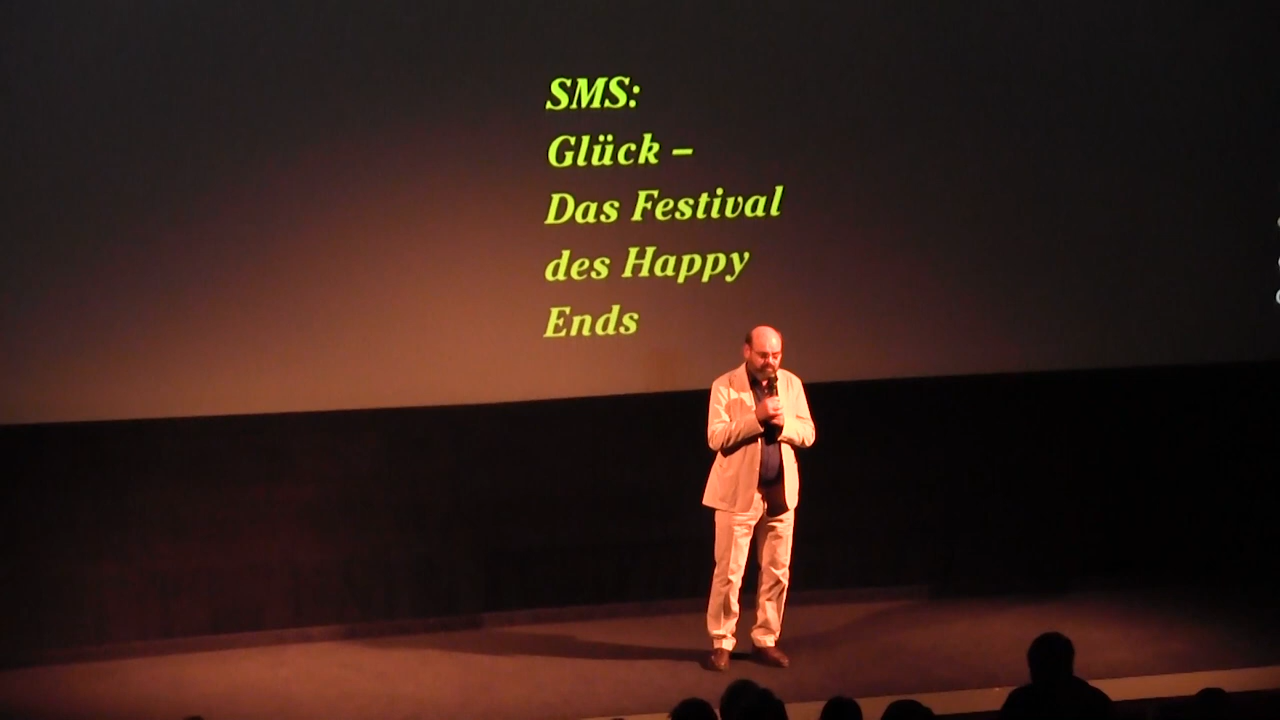 SMS:
Glück –
Das Festival
des Happy
Ends